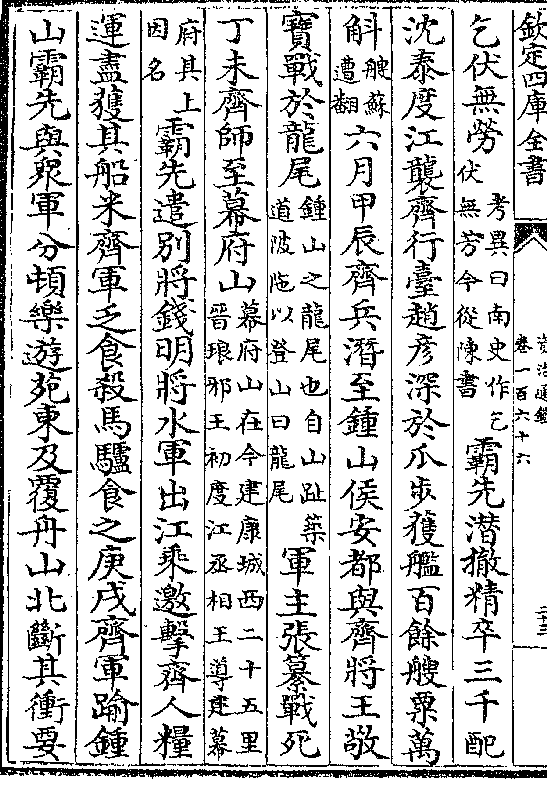 欽定四庫全書
資治通鑑
卷一百六十六
乞伏無勞考異曰南史作乞伏無芳今從陳書霸先潛撤精卒三千配
沈泰度江襲齊行臺趙彥深於瓜步獲艦百餘艘粟萬
斛艘蘇遭翻六月甲辰齊兵潛至鍾山侯安都與齊將王敬
寶戰於龍尾鍾山之龍尾也自山趾築道陂陁以登山曰龍尾軍主張纂戰死
丁未齊師至幕府山幕府山在今建康城西二十五里晉琅邪王初度江丞相王導建幕
府其上因名霸先遣別將錢明將水軍出江乘邀擊齊人糧
運盡獲其船米齊軍乏食殺馬驢食之庚戌齊軍踰鍾
山霸先與眾軍分頓樂遊苑東及覆舟山北斷其衝要